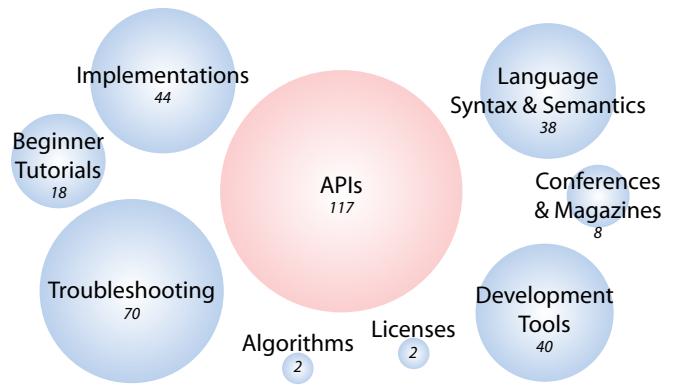 Implementations
44
Language
Syntax & Semantics
38
Beginner
Tutorials
18
APIs
117
Conferences
& Magazines
8
Troubleshooting
70
Development
Tools
40
Algorithms
2
Licenses
2